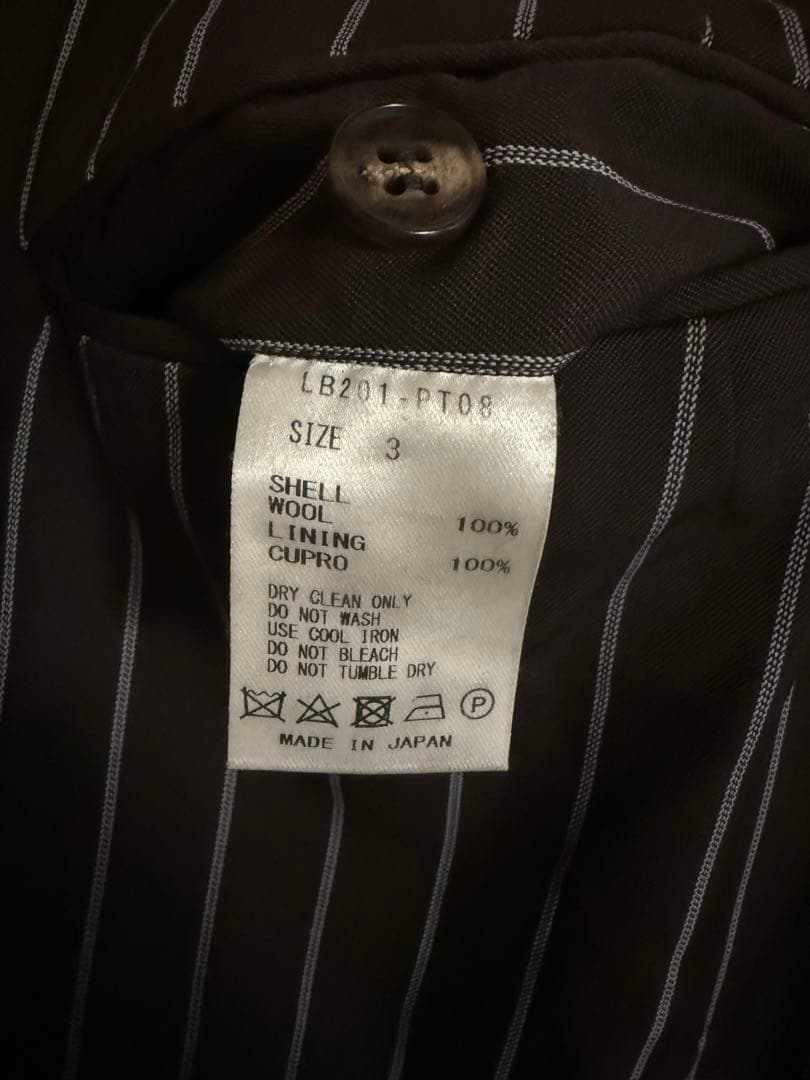 LB201-PT08
SIZE 3
SHELL
WOOL 100%
LINING
CUPRO 100%
DRY CLEAN ONLY
DO NOT WASH
USE COOL IRON
DO NOT BLEACH
DO NOT TUMBLE DRY
P
MADE IN JAPAN